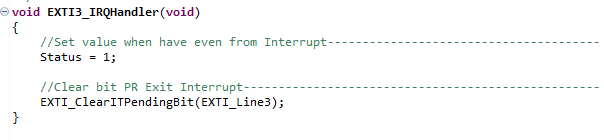 void EXTI3_IRQHandler(void)
{
//Set value when have even from Interrupt---------------------------------------
Status = 1;
//Clear bit PR Exit Interrupt---------------------------------------------------
EXTI_ClearITPendingBit(EXTI_Line3);
}